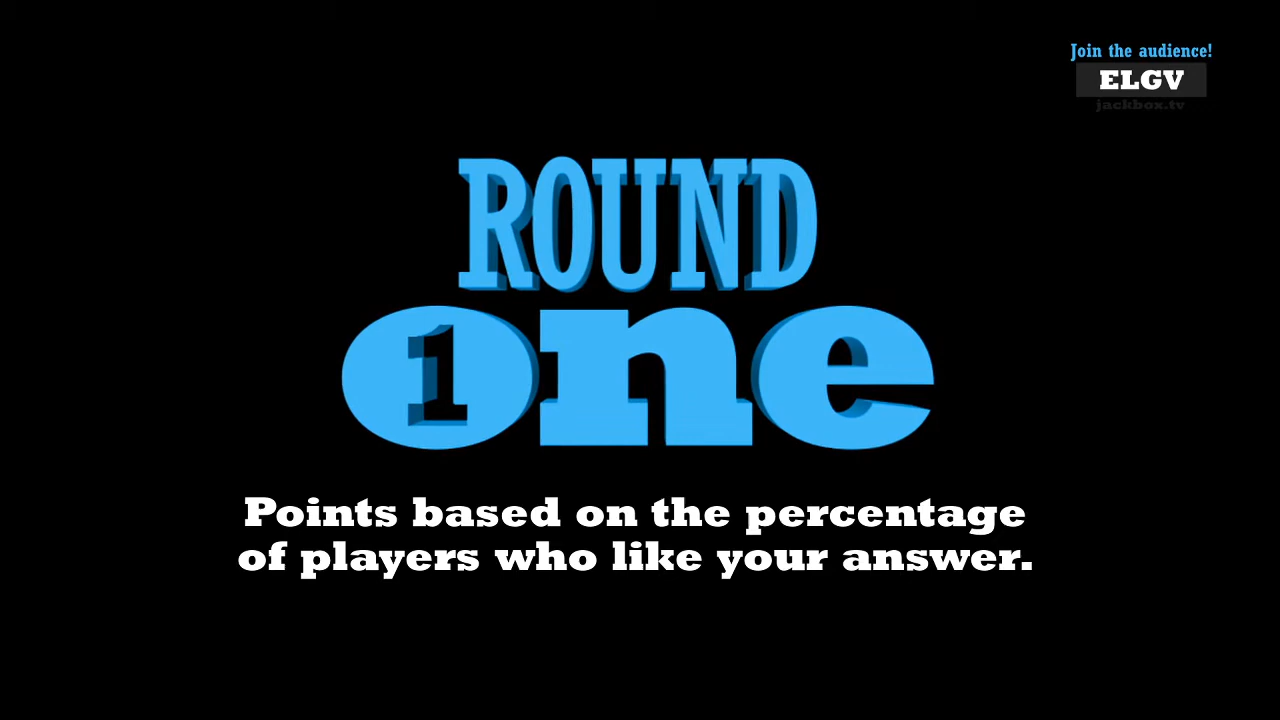 Join the audience!
ELGV
jackbox.tv
ROUND
One
1
Points based on the percentage
of players who like your answer.